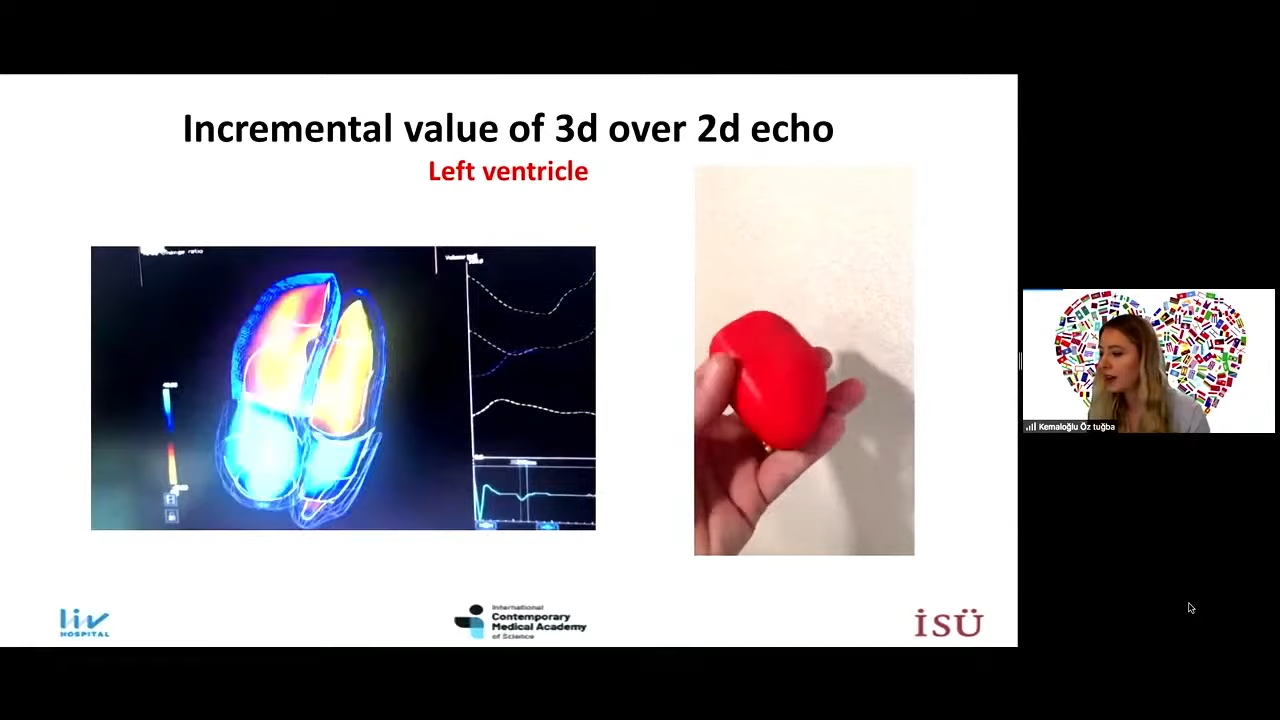 Incremental value of 3d over 2d echo
Left ventricle
liv
HOSPITAL
International
Contemporary
Medical Academy
of Science
İSÜ
Kemaloğlu Öz tuğba